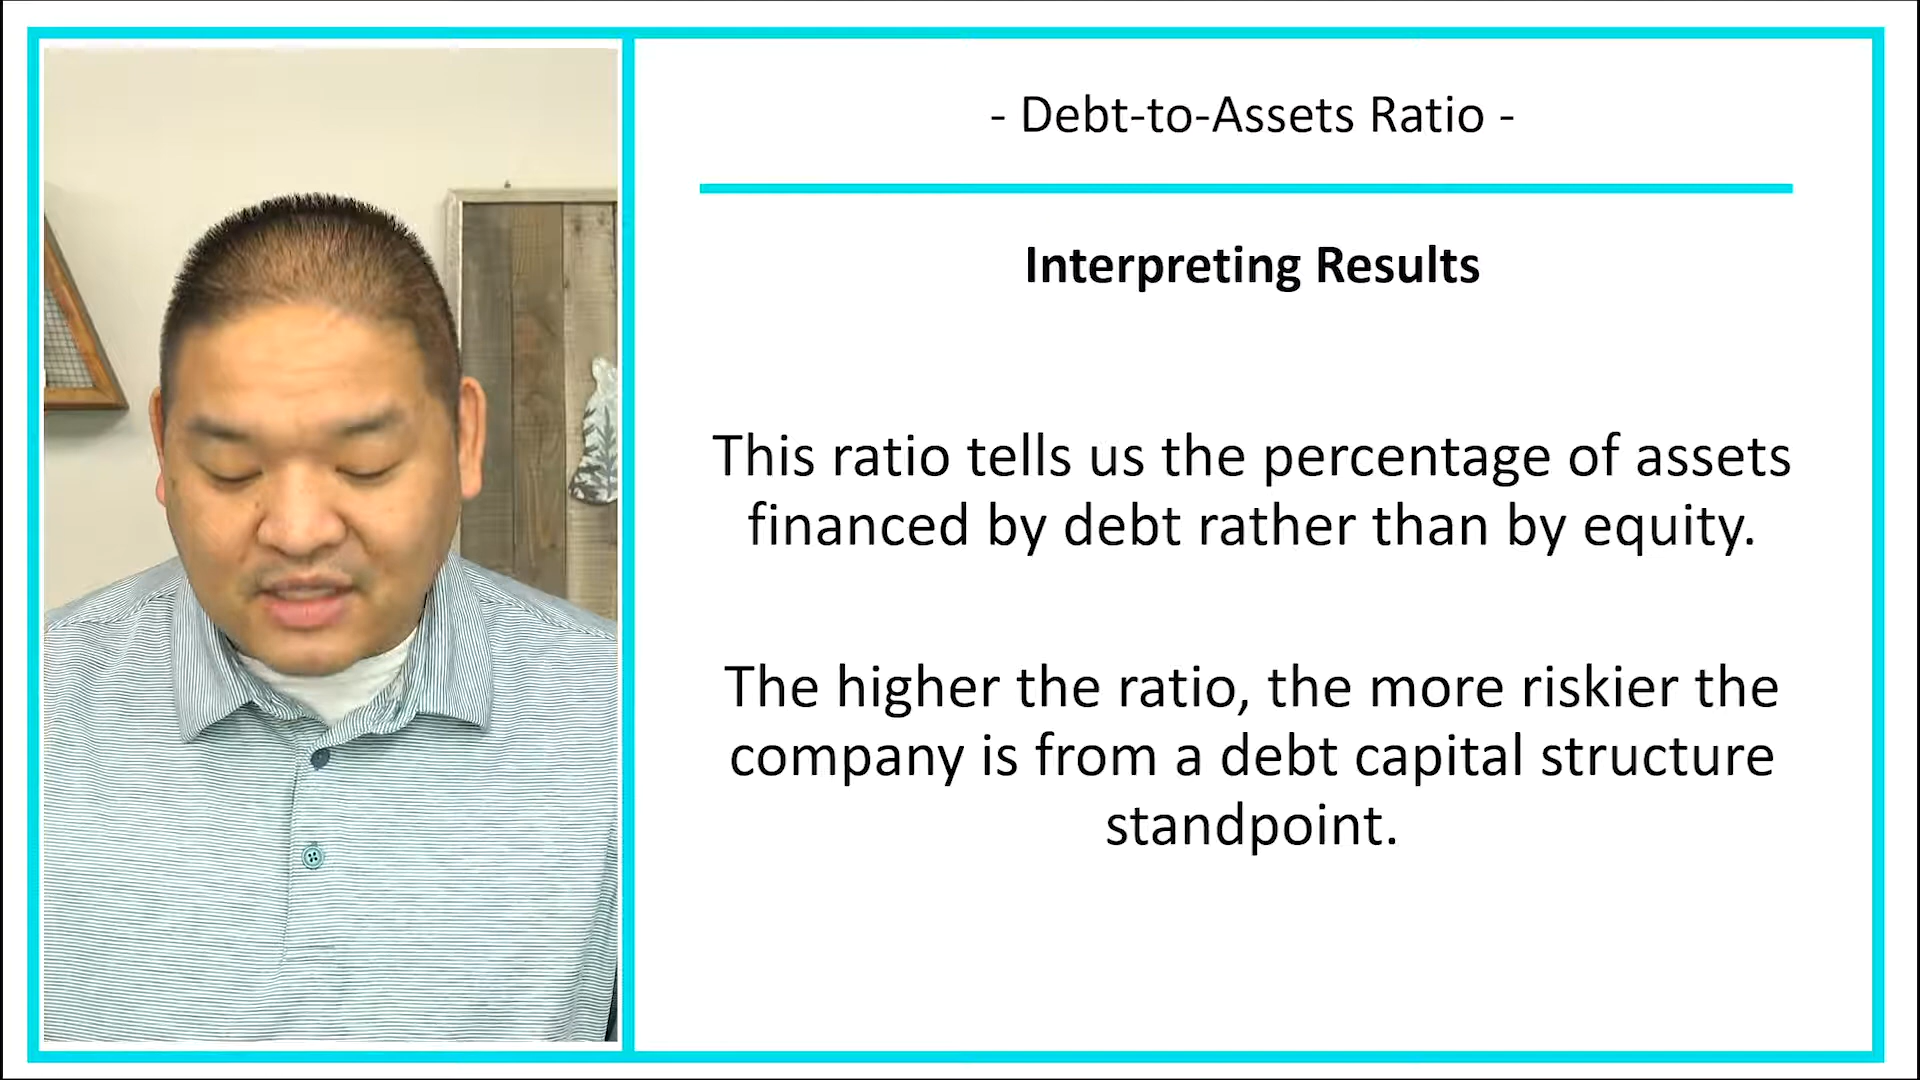 - Debt-to-Assets Ratio -
Interpreting Results
This ratio tells us the percentage of assets
financed by debt rather than by equity.
The higher the ratio, the more riskier the
company is from a debt capital structure
standpoint.